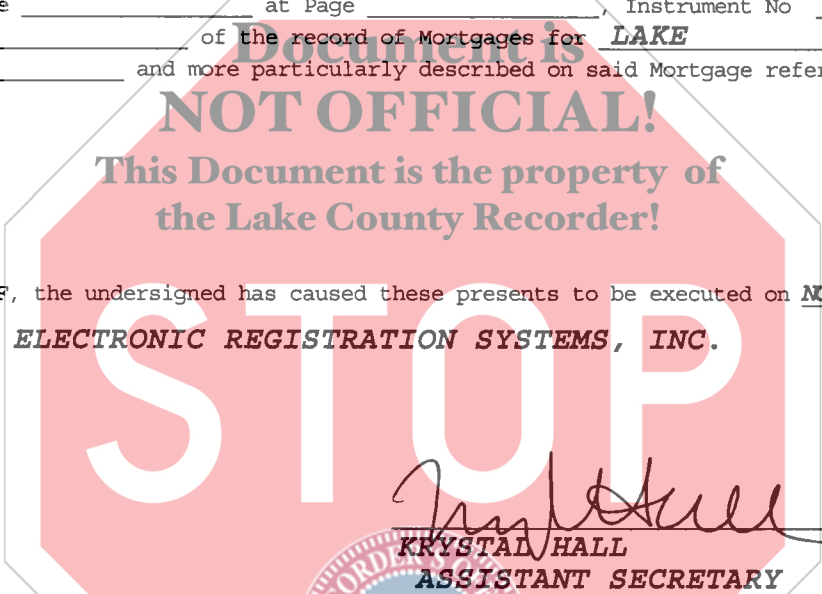 at Page , Instrument No
of the record of Mortgages for LAKE
Document is
and more particularly described on said Mortgage refer
NOT OFFICIAL!
This Document is the property of
the Lake County Recorder!
F, the undersigned has caused these presents to be executed on NO
ELECTRONIC REGISTRATION SYSTEMS, INC.
STOP
KRYSTAL HALL
ASSISTANT SECRETARY